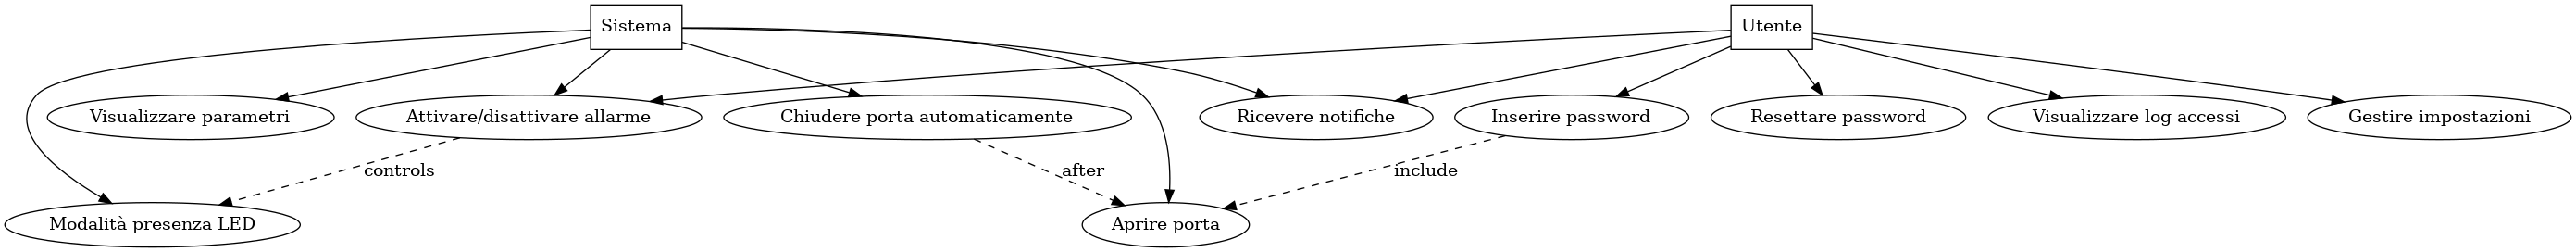 Sistema
Utente
Visualizzare parametri
Attivare/disattivare allarme
Chiudere porta automaticamente
Ricevere notifiche
Inserire password
Resettare password
Visualizzare log accessi
Gestire impostazioni
controls
after
include
Modalità presenza LED
Aprire porta